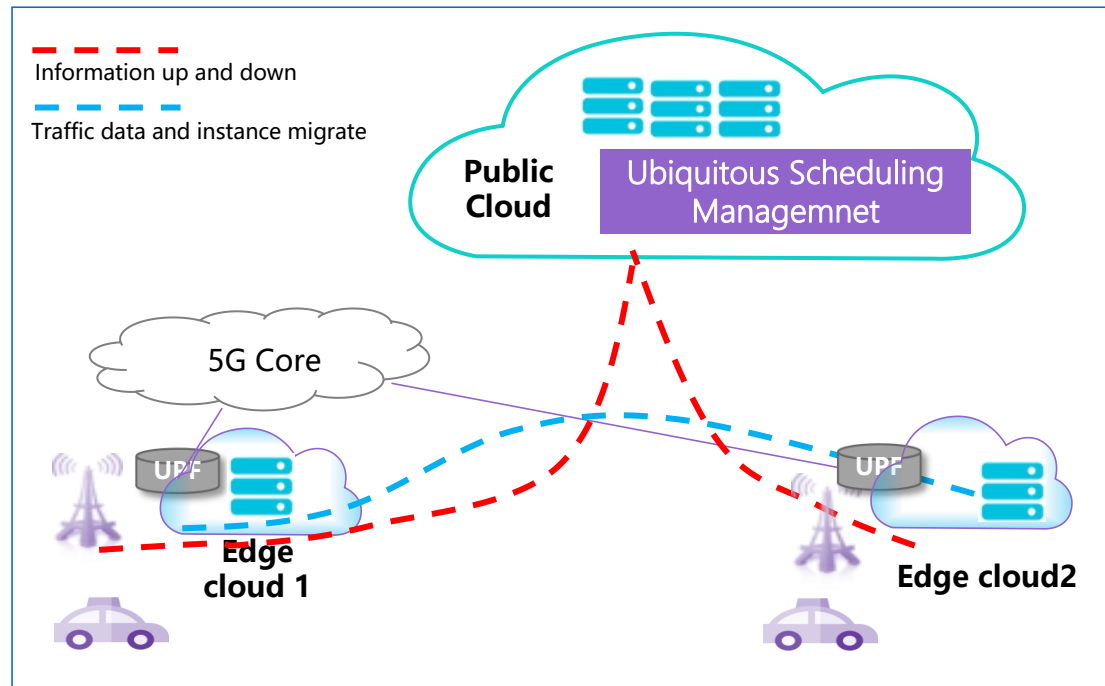 Information up and down
Traffic data and instance migrate
Public
Cloud
Ubiquitous Scheduling
Managemnet
5G Core
UPF
UPF
Edge
cloud 1
Edge cloud2